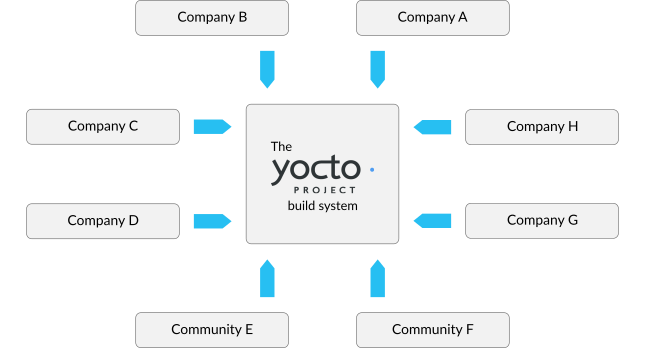 Company B
Company A
Company C
Company H
The
yocto
PROJECT
build system
Company D
Company G
Community E
Community F